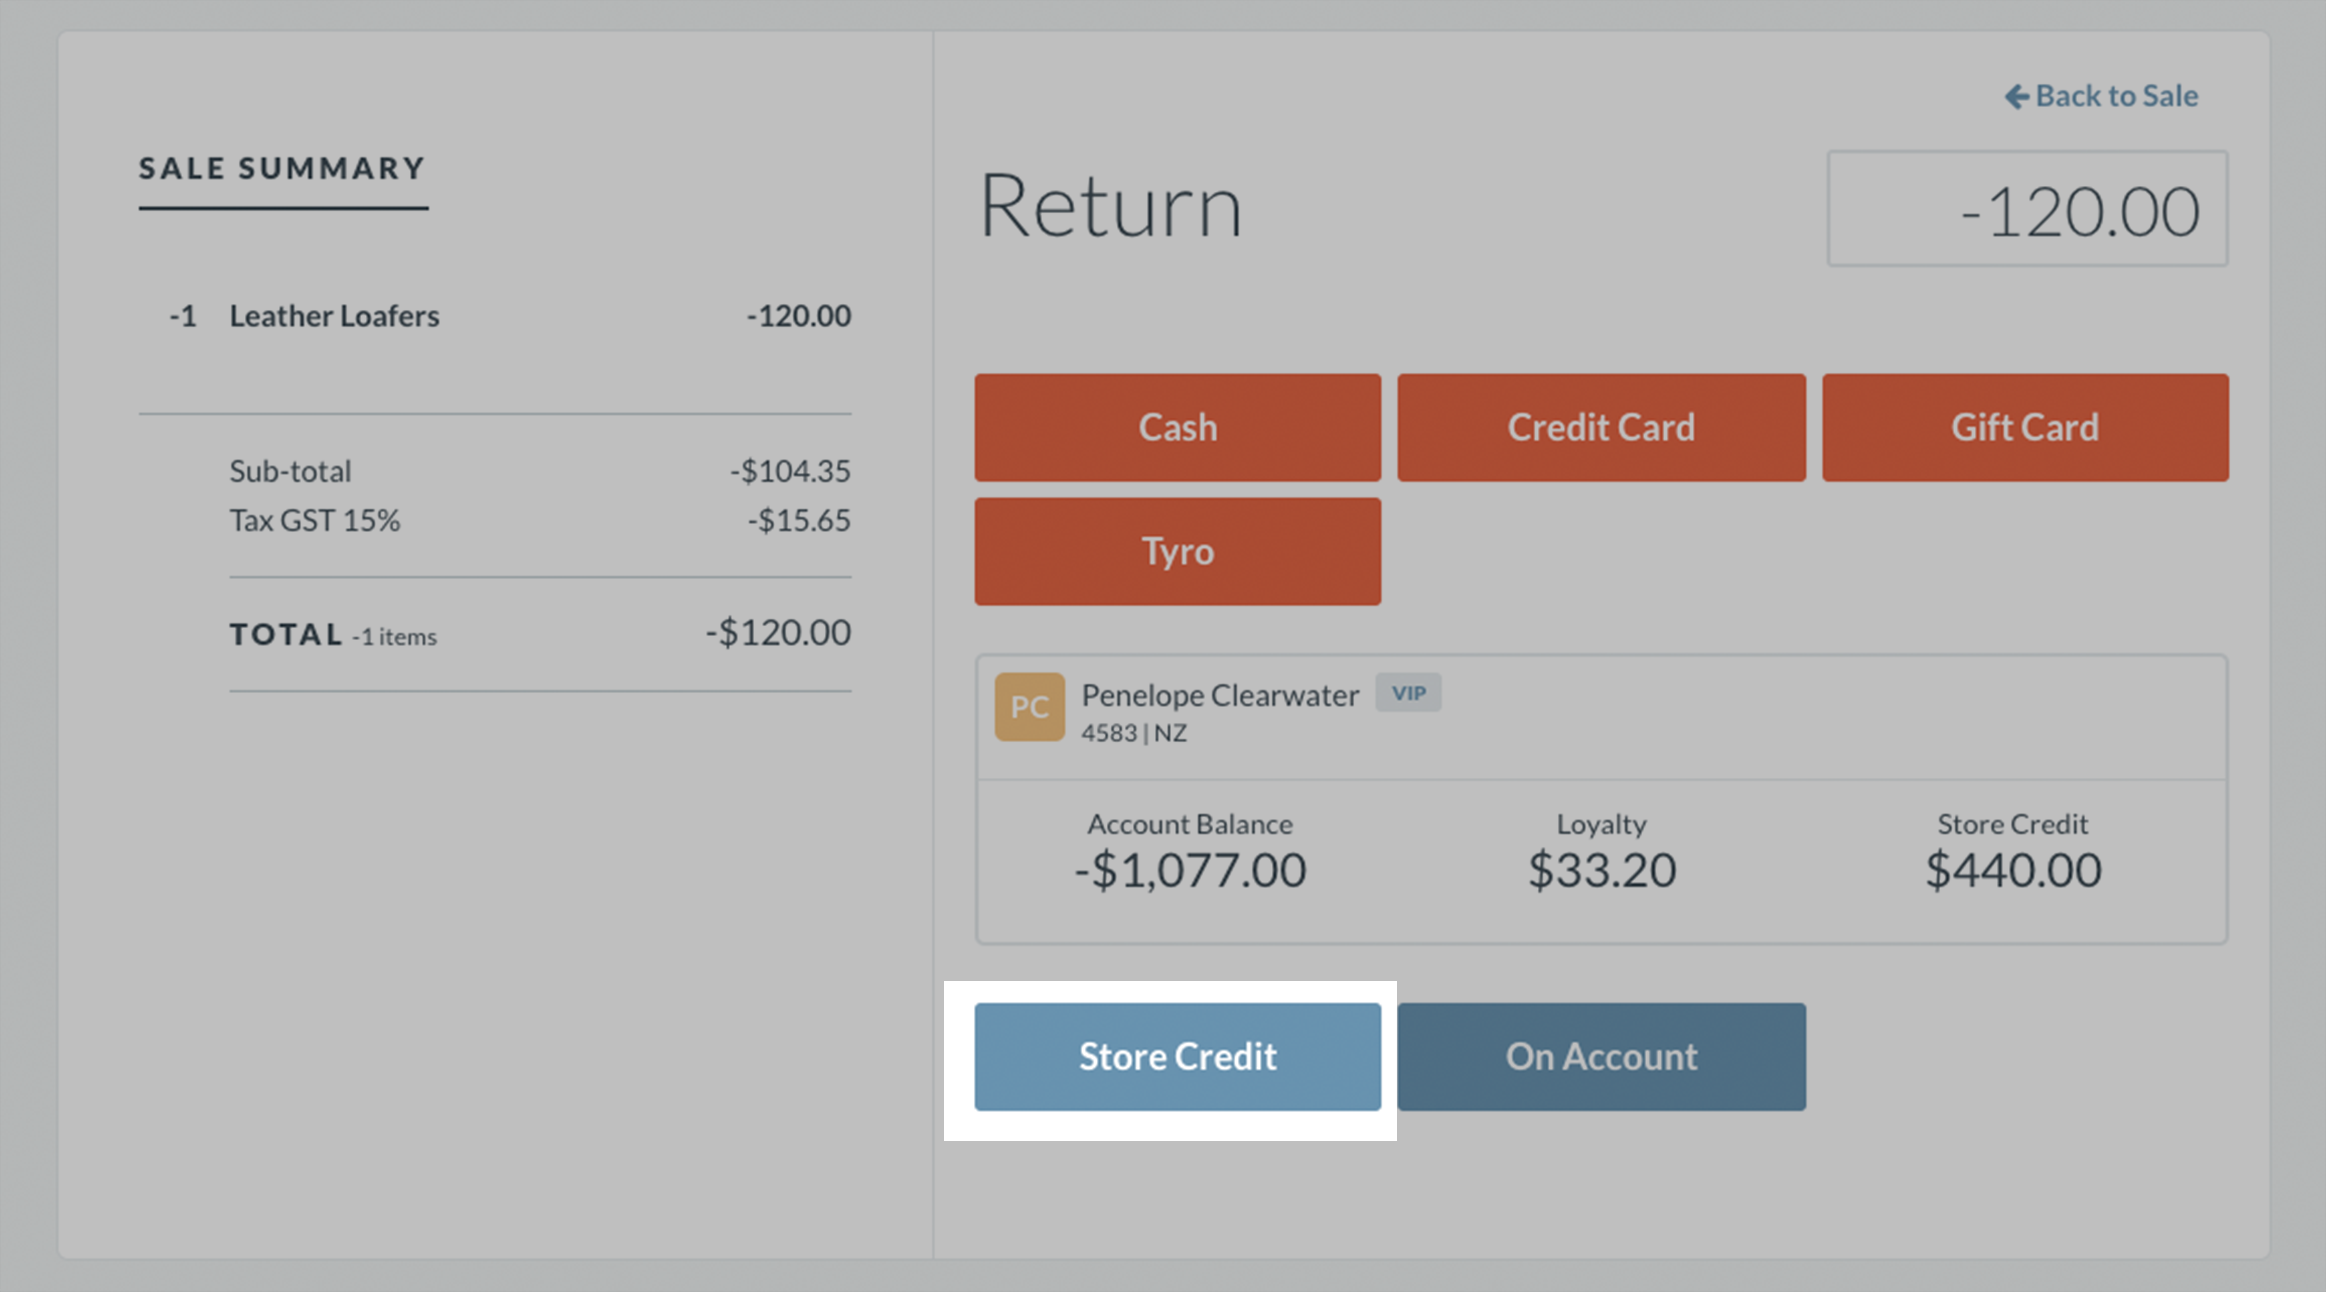 Back to Sale
SALE SUMMARY
-1 Leather Loafers -120.00
Sub-total -$104.35
Tax GST 15% -$15.65
TOTAL -1 items -$120.00
Return -120.00
Cash Credit Card Gift Card
Tyro
PC Penelope Clearwater VIP
4583 | NZ
Account Balance Loyalty Store Credit
-$1,077.00 $33.20 $440.00
Store Credit On Account